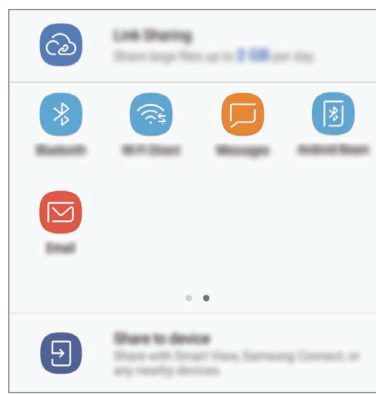 Link Sharing
Share large files up to 2 GB per day.
Bluetooth Wi-Fi Direct Messages Android Beam
Email
Share to device
Share with Smart View, Samsung Connect, or
any nearby devices.